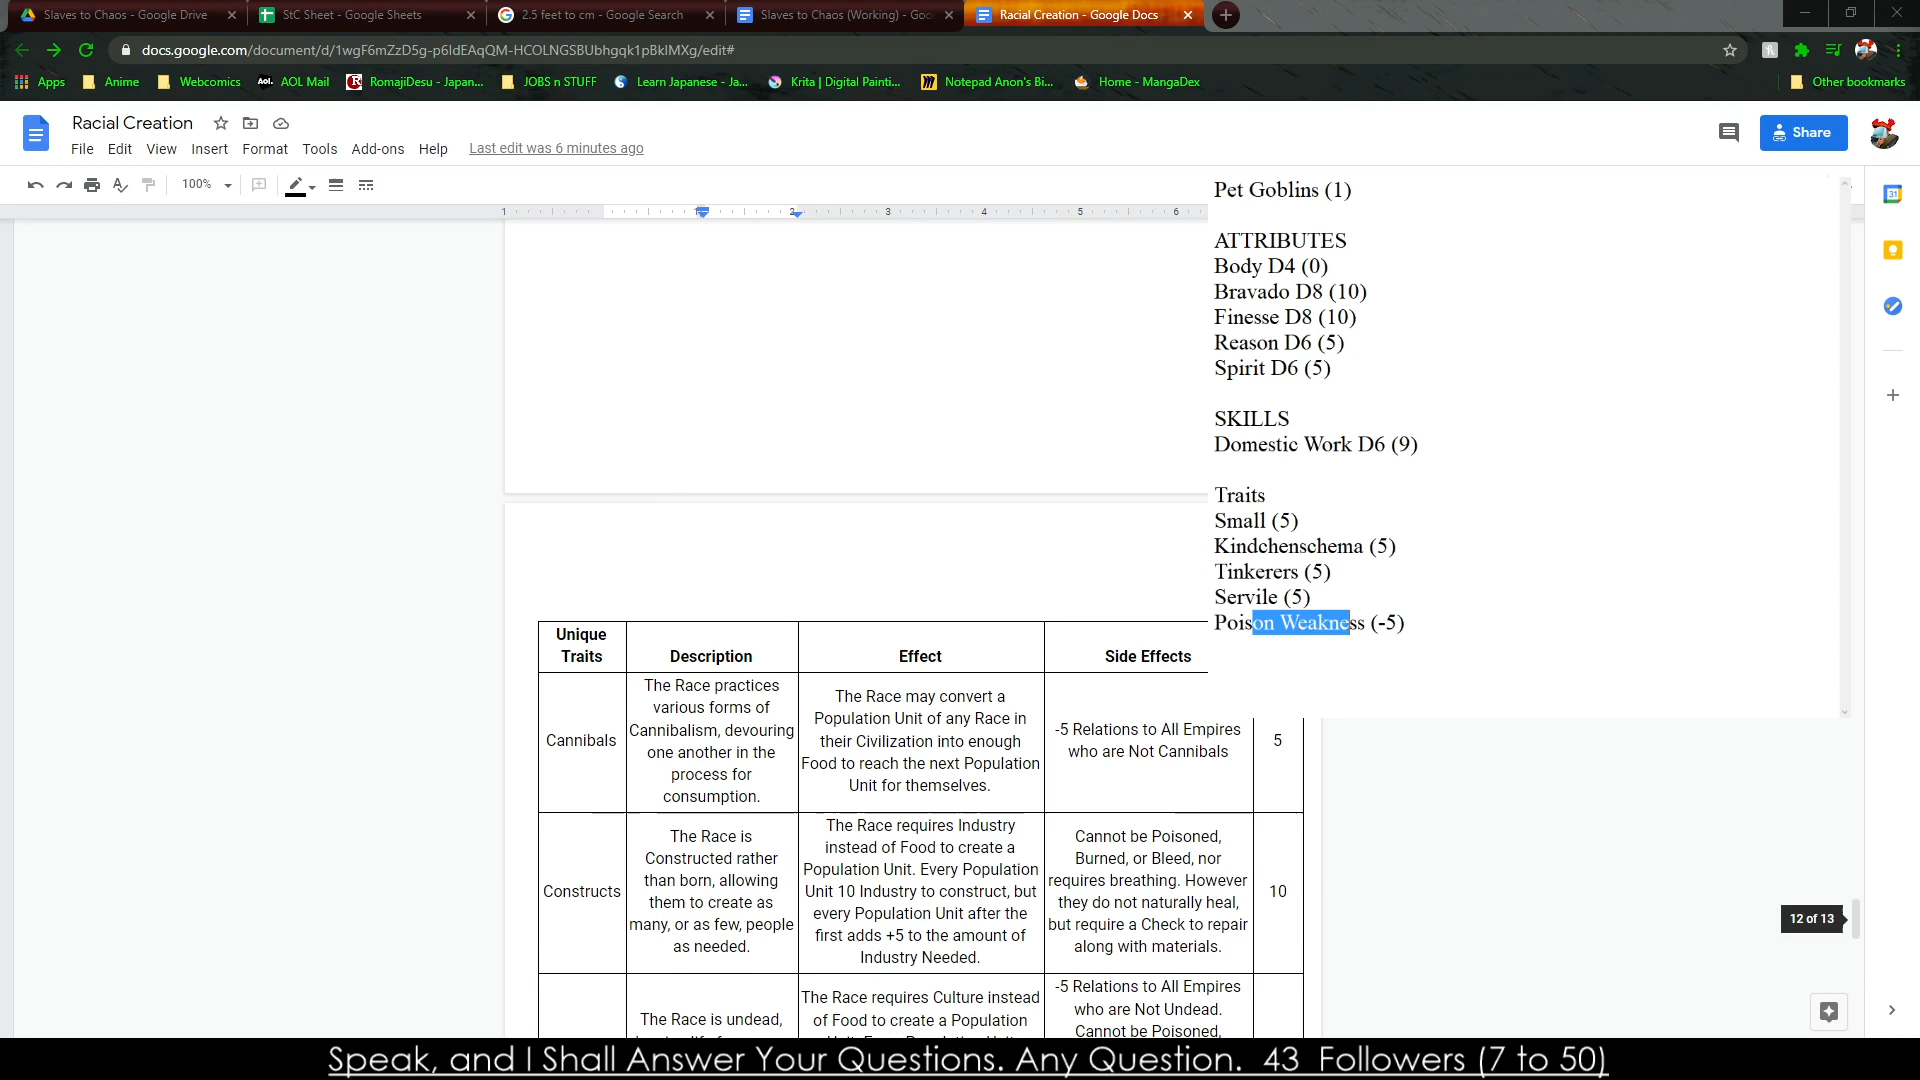 Slaves to Chaos - Google Drive
StC Sheet - Google Sheets
2.5 feet to cm - Google Search
Slaves to Chaos (Working) - Goo
Racial Creation - Google Docs
docs.google.com/document/d/1wgF6mZzD5g-p6ldEAqQM-HCOLNGSBUbhgqk1pBklMXg/edit#
Apps
Anime
Webcomics
Aol.
AOL Mail
RomajiDesu - Japan...
JOBS n STUFF
Learn Japanese - Ja...
Krita | Digital Painti...
Notepad Anon's Bi...
Home - MangaDex
Other bookmarks
Racial Creation
Share
File Edit View Insert Format Tools Add-ons Help Last edit was 6 minutes ago
100%
1 1 2 3 4 5 6
31
Pet Goblins (1)
ATTRIBUTES
Body D4 (0)
Bravado D8 (10)
Finesse D8 (10)
Reason D6 (5)
Spirit D6 (5)
SKILLS
Domestic Work D6 (9)
Traits
Small (5)
Kindchenschema (5)
Tinkerers (5)
Servile (5)
Poison Weakness (-5)
Unique
Traits
Description
Effect
Side Effects
Cannibals
The Race practices
various forms of
Cannibalism, devouring
one another in the
process for
consumption.
The Race may convert a
Population Unit of any Race in
their Civilization into enough
Food to reach the next Population
Unit for themselves.
-5 Relations to All Empires
who are Not Cannibals
5
Constructs
The Race is
Constructed rather
than born, allowing
them to create as
many, or as few, people
as needed.
The Race requires Industry
instead of Food to create a
Population Unit. Every Population
Unit 10 Industry to construct, but
every Population Unit after the
first adds +5 to the amount of
Industry Needed.
Cannot be Poisoned,
Burned, or Bleed, nor
requires breathing. However
they do not naturally heal,
but require a Check to repair
along with materials.
10
The Race is undead,
The Race requires Culture instead
of Food to create a Population
-5 Relations to All Empires
who are Not Undead.
Cannot be Poisoned,
12 of 13
Speak, and I Shall Answer Your Questions. Any Question. 43 Followers (7 to 50)